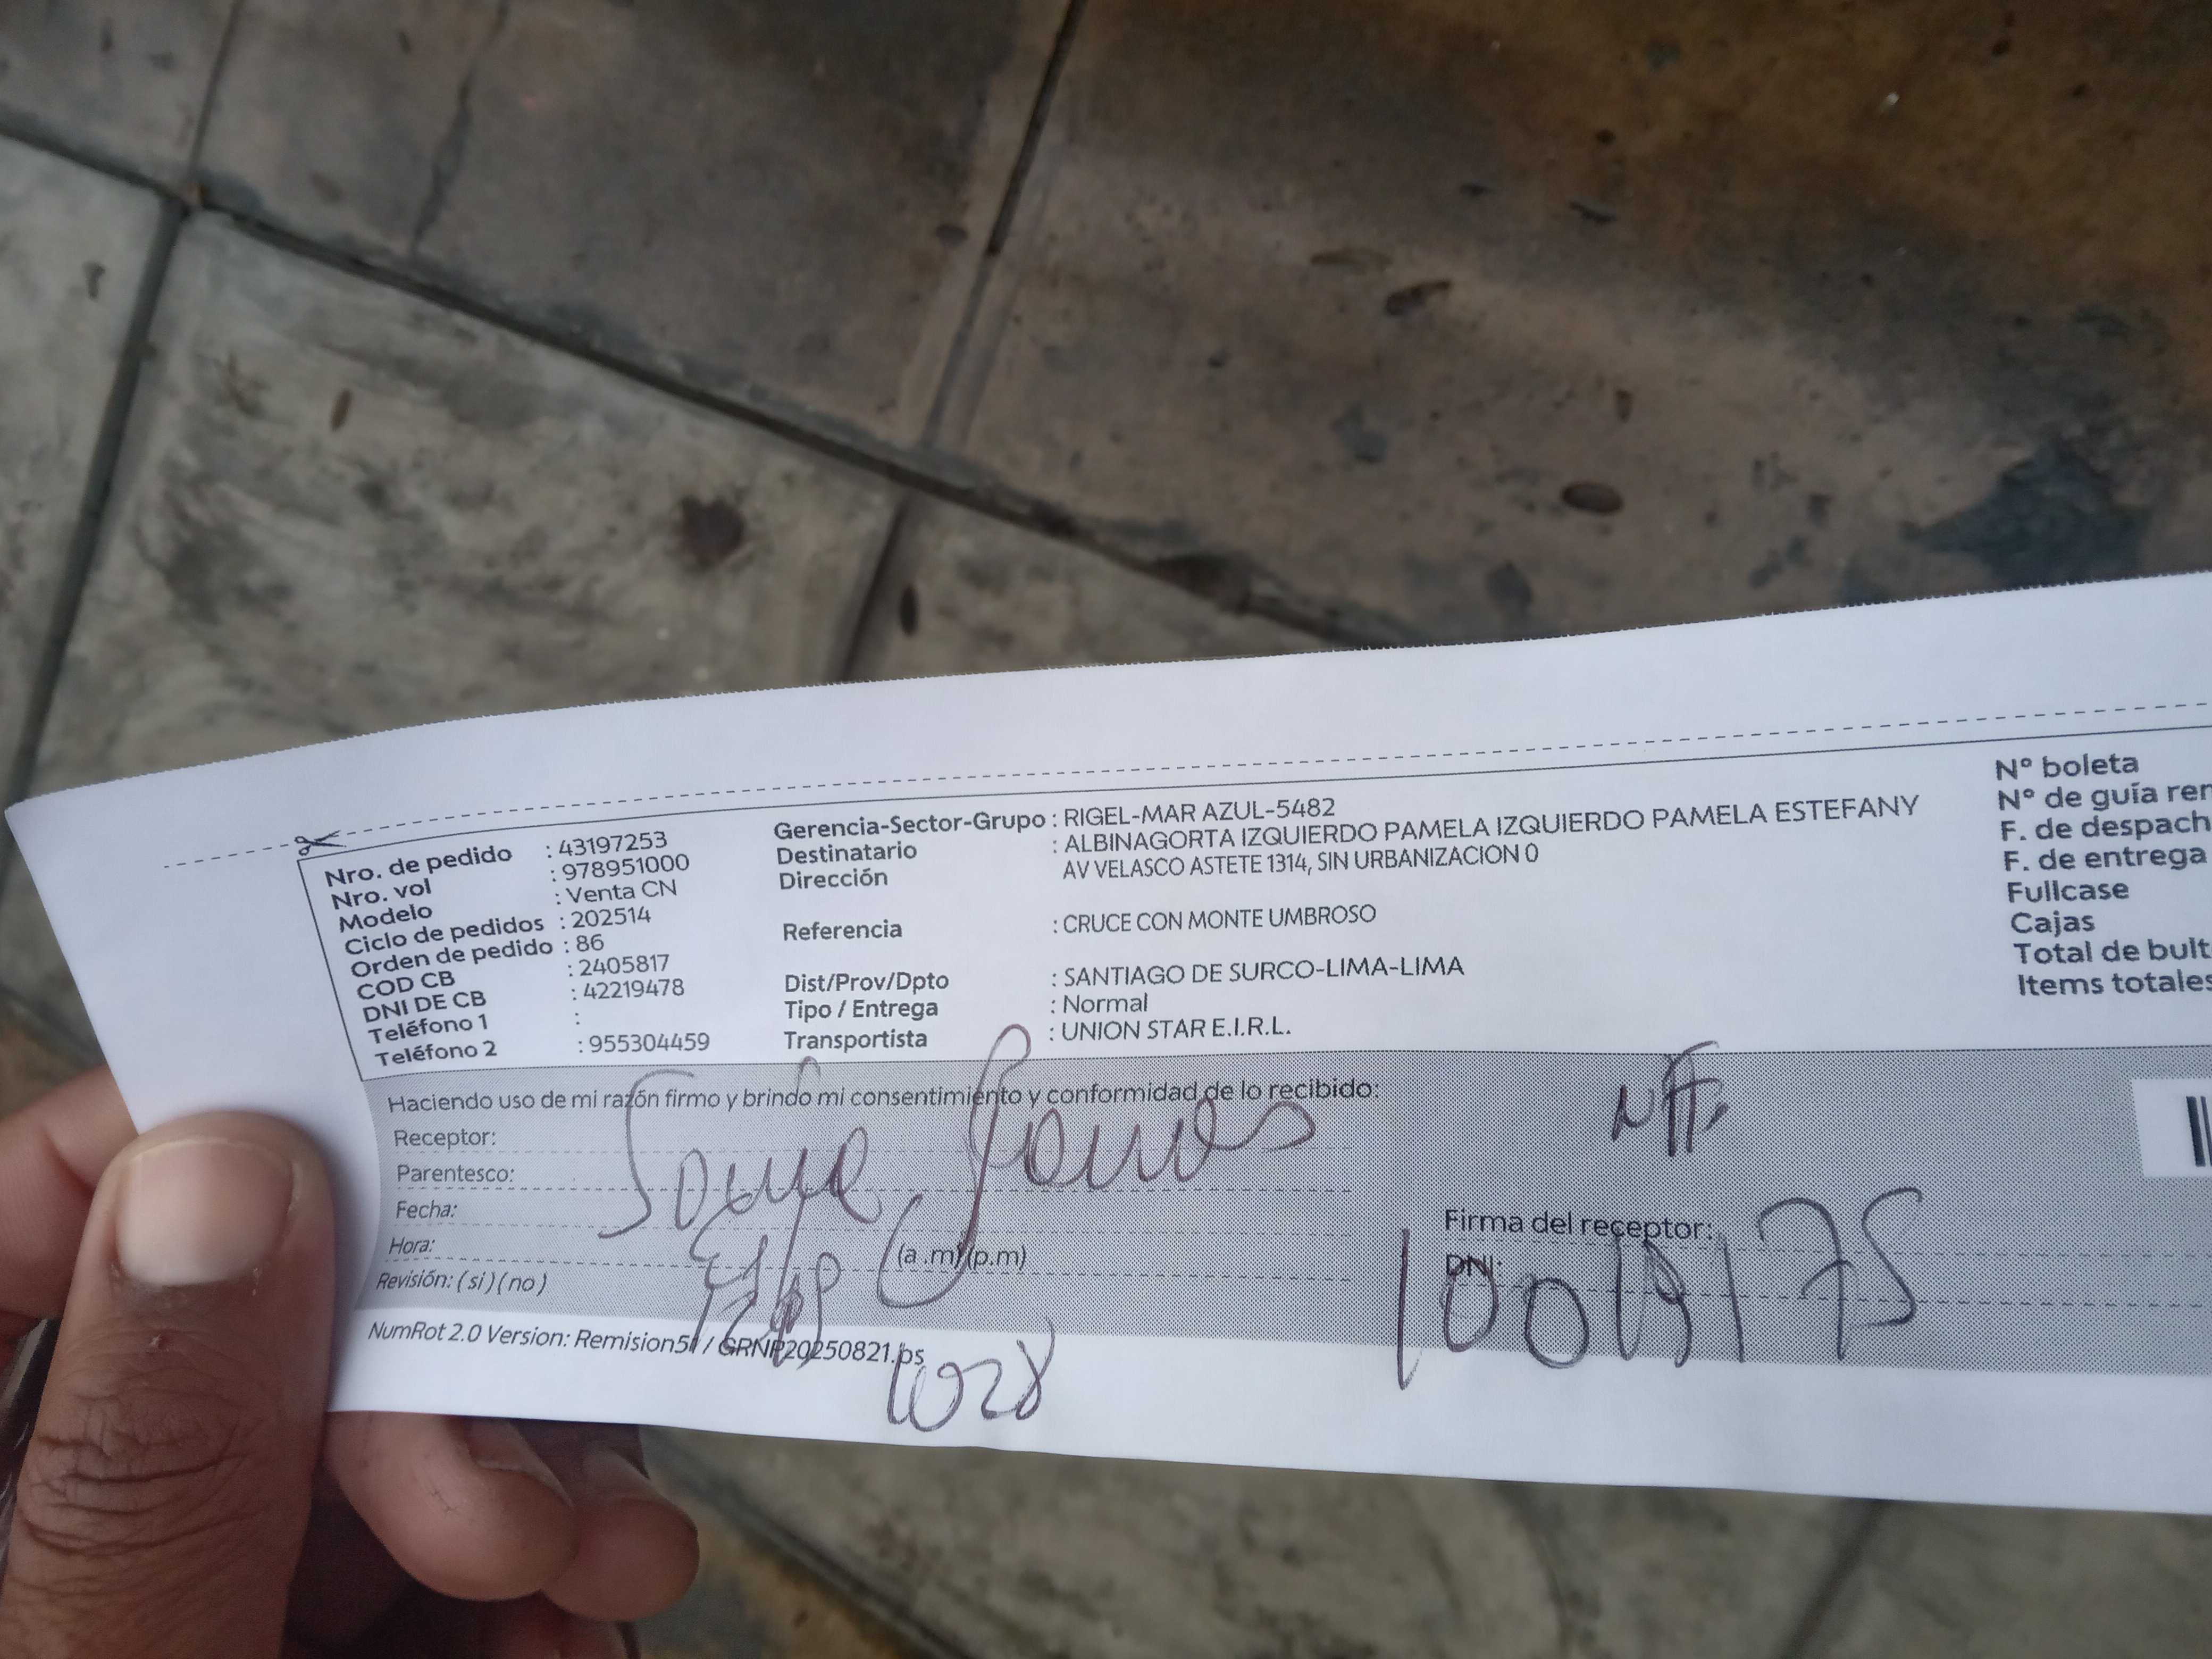 Nro. de pedido : 43197253
Nro. vol : 978951000
Modelo : Venta CN
Ciclo de pedidos : 202514
Orden de pedido : 86
COD CB : 2405817
DNI DE CB : 42219478
Teléfono 1 :
Teléfono 2 : 955304459
Gerencia-Sector-Grupo : RIGEL-MAR AZUL-5482
Destinatario : ALBINAGORTA IZQUIERDO PAMELA IZQUIERDO PAMELA ESTEFANY
Dirección AV VELASCO ASTETE 1314, SIN URBANIZACION 0
Referencia : CRUCE CON MONTE UMBROSO
Dist/Prov/Dpto : SANTIAGO DE SURCO-LIMA-LIMA
Tipo / Entrega : Normal
Transportista : UNION STAR E.I.R.L.
N° boleta
N° de guía
F. de
F. de entrega
Fullcase
Cajas
Total de
Items totales
Haciendo uso de mi razón firmo y brindo mi consentimiento y conformidad de lo recibido:
Receptor:
Parentesco:
Fecha:
Hora: (a .m) (p.m)
Revisión: ( si ) ( no )
Firma del receptor:
DNI:
NumRot 2.0 Version: Remision51 / GRNP20250821.ps
1028